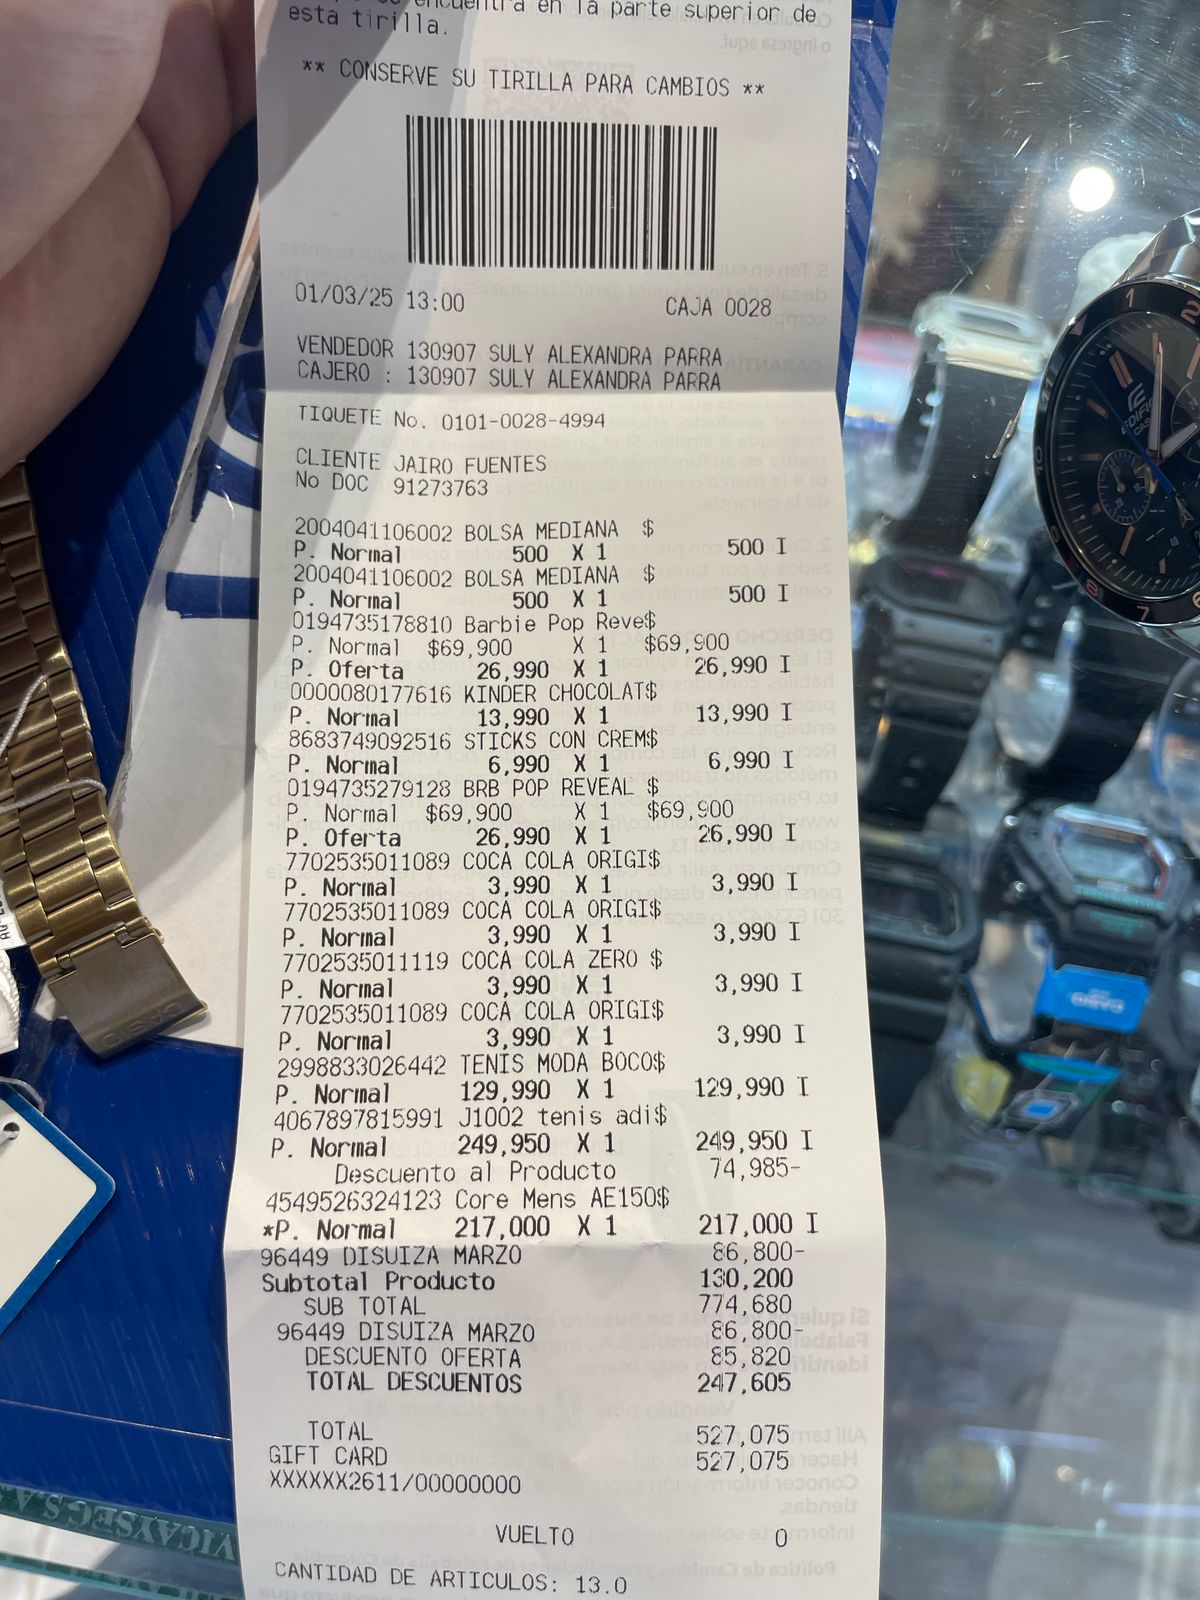 encuentra en la parte superior de
esta tirilla.
** CONSERVE SU TIRILLA PARA CAMBIOS **
01/03/25 13:00 CAJA 0028
VENDEDOR 130907 SULY ALEXANDRA PARRA
CAJERO : 130907 SULY ALEXANDRA PARRA
TIQUETE No. 0101-0028-4994
CLIENTE JAIRO FUENTES
No DOC 91273763
2004041106002 BOLSA MEDIANA $
P. Normal 500 X 1 500 I
2004041106002 BOLSA MEDIANA $
P. Normal 500 X 1 500 I
0194735178810 Barbie Pop Reve$
P. Normal $69,900 X 1 $69,900
P. Oferta 26,990 X 1 26,990 I
0000080177616 KINDER CHOCOLAT$
P. Normal 13,990 X 1 13,990 I
8683749092516 STICKS CON CREM$
P. Normal 6,990 X 1 6,990 I
0194735279128 BRB POP REVEAL $
P. Normal $69,900 X 1 $69,900
P. Oferta 26,990 X 1 26,990 I
7702535011089 COCA COLA ORIGI$
P. Normal 3,990 X 1 3,990 I
7702535011089 COCA COLA ORIGI$
P. Normal 3,990 X 1 3,990 I
7702535011119 COCA COLA ZERO $
P. Normal 3,990 X 1 3,990 I
7702535011089 COCA COLA ORIGI$
P. Normal 3,990 X 1 3,990 I
2998833026442 TENIS MODA BOCO$
P. Normal 129,990 X 1 129,990 I
4067897815991 J1002 tenis adi$
P. Normal 249,950 X 1 249,950 I
Descuento al Producto 74,985-
4549526324123 Core Mens AE150$
*P. Normal 217,000 X 1 217,000 I
96449 DISUIZA MARZO 86,800-
Subtotal Producto 130,200
SUB TOTAL 774,680
96449 DISUIZA MARZO 86,800-
DESCUENTO OFERTA 85,820
TOTAL DESCUENTOS 247,605
TOTAL 527,075
GIFT CARD 527,075
XXXXXX2611/00000000
VUELTO 0
CANTIDAD DE ARTICULOS: 13.0
EDIFICE
CASIO
CASIO
VICAYSEG S.A.